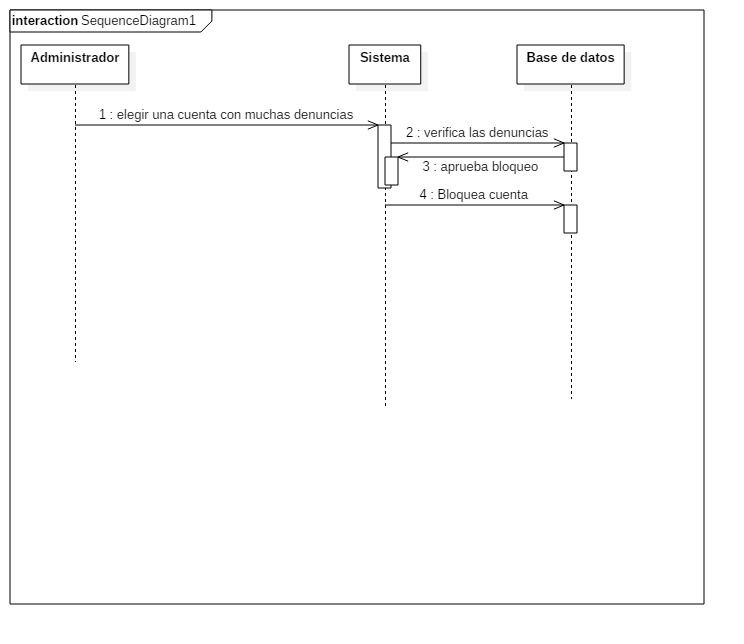 interaction SequenceDiagram1
Administrador
Sistema
Base de datos
1 : elegir una cuenta con muchas denuncias
2 : verifica las denuncias
3 : aprueba bloqueo
4 : Bloquea cuenta